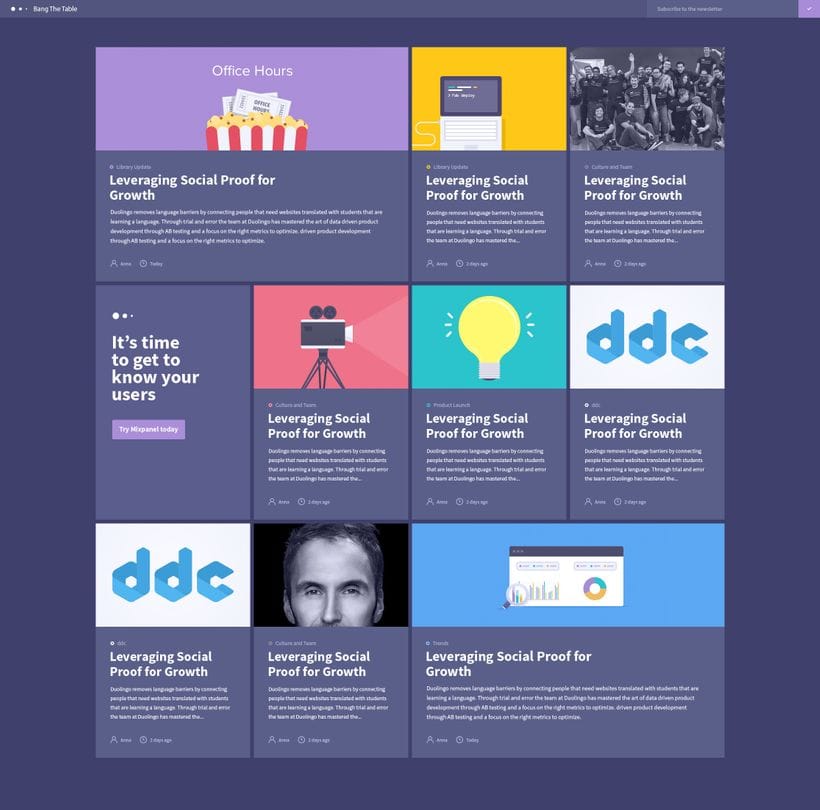 Bang The Table
Subscribe to the newsletter
Office Hours
OFFICE
HOURS
> fab deploy
Library Update
Leveraging Social Proof for
Growth
Duolingo removes language barriers by connecting people that need websites translated with students that are
learning a language. Through trial and error the team at Duolingo has mastered the art of data driven product
development through AB testing and a focus on the right metrics to optimize. driven product development
through AB testing and a focus on the right metrics to optimize.
Anna
Today
Library Update
Leveraging Social
Proof for Growth
Duolingo removes language barriers by connecting
people that need websites translated with students
that are learning a language. Through trial and error
the team at Duolingo has mastered the...
Anna
2 days ago
Culture and Team
Leveraging Social
Proof for Growth
Duolingo removes language barriers by connecting
people that need websites translated with students
that are learning a language. Through trial and error
the team at Duolingo has mastered the...
Anna
2 days ago
It's time
to get to
know your
users
Try Mixpanel today
Culture and Team
Leveraging Social
Proof for Growth
Duolingo removes language barriers by connecting
people that need websites translated with students
that are learning a language. Through trial and error
the team at Duolingo has mastered the...
Anna
2 days ago
Product Launch
Leveraging Social
Proof for Growth
Duolingo removes language barriers by connecting
people that need websites translated with students
that are learning a language. Through trial and error
the team at Duolingo has mastered the...
Anna
2 days ago
ddc
ddc
Leveraging Social
Proof for Growth
Duolingo removes language barriers by connecting
people that need websites translated with students
that are learning a language. Through trial and error
the team at Duolingo has mastered the...
Anna
2 days ago
ddc
ddc
Leveraging Social
Proof for Growth
Duolingo removes language barriers by connecting
people that need websites translated with students
that are learning a language. Through trial and error
the team at Duolingo has mastered the...
Anna
2 days ago
Culture and Team
Leveraging Social
Proof for Growth
Duolingo removes language barriers by connecting
people that need websites translated with students
that are learning a language. Through trial and error
the team at Duolingo has mastered the...
Anna
2 days ago
Trends
Leveraging Social Proof for
Growth
Duolingo removes language barriers by connecting people that need websites translated with students that are
learning a language. Through trial and error the team at Duolingo has mastered the art of data driven product
development through AB testing and a focus on the right metrics to optimize. driven product development
through AB testing and a focus on the right metrics to optimize.
Anna
Today